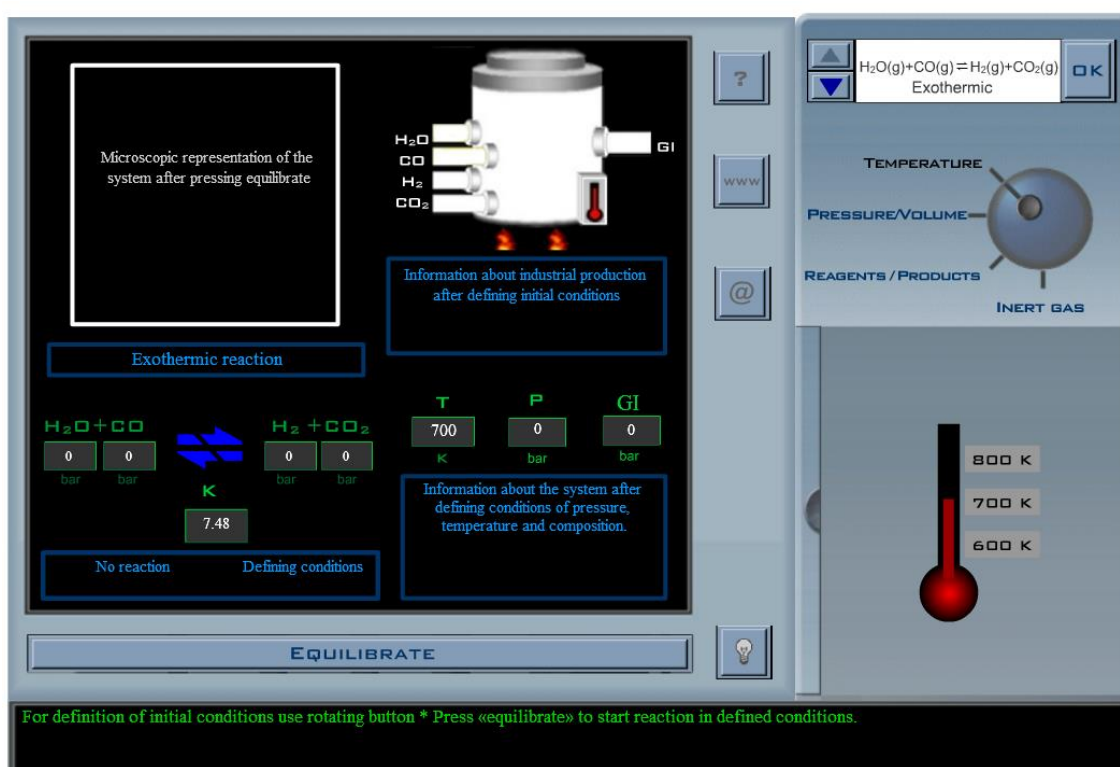 Microscopic representation of the
system after pressing equilibrate
H₂O
CO
H₂
CO₂
GI
Information about industrial production
after defining initial conditions
Exothermic reaction
H₂O+CO
H₂ +CO₂
0
0
0
0
bar
bar
bar
bar
K
7.48
T
P
GI
700
0
0
K
bar
bar
Information about the system after
defining conditions of pressure,
temperature and composition.
No reaction Defining conditions
EQUILIBRATE
?
www
@
H₂O(g)+CO(g)⇌H₂(g)+CO₂(g)
Exothermic
OK
TEMPERATURE
PRESSURE/VOLUME
REAGENTS/PRODUCTS
INERT GAS
800 K
700 K
600 K
For definition of initial conditions use rotating button * Press «equilibrate» to start reaction in defined conditions.